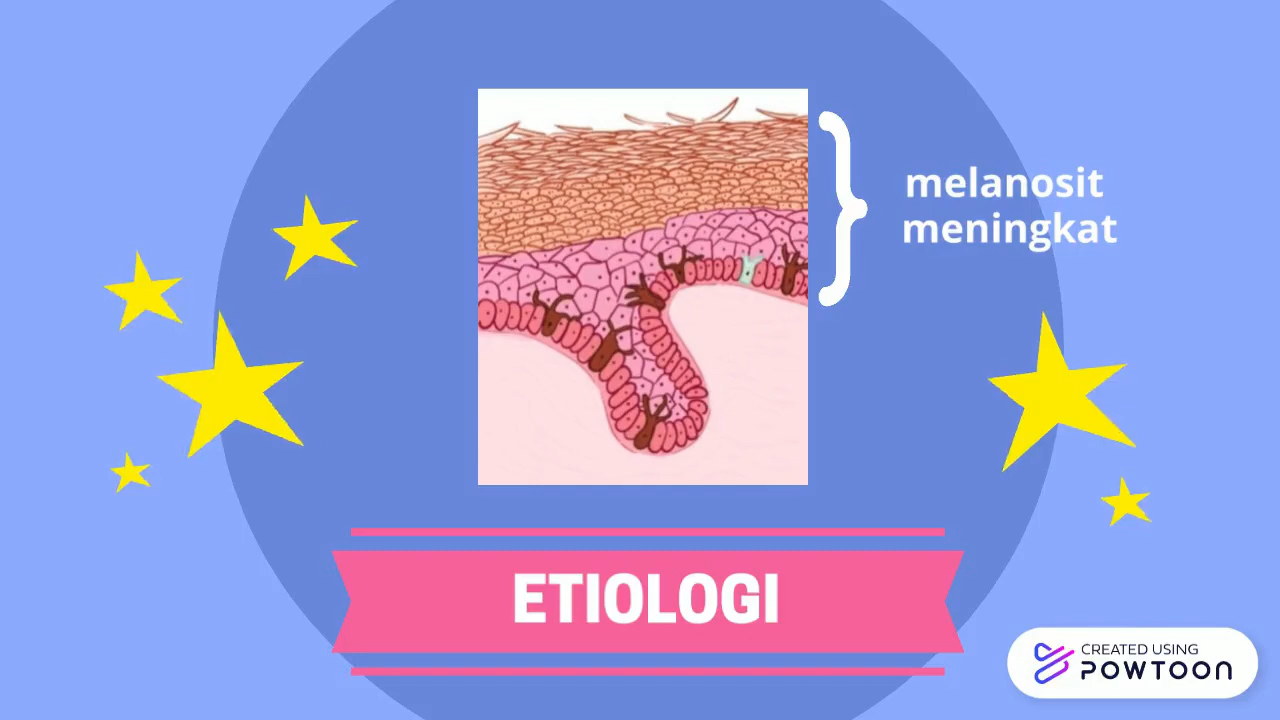 melanosit
meningkat
ETIOLOGI
CREATED USING
POWTOON